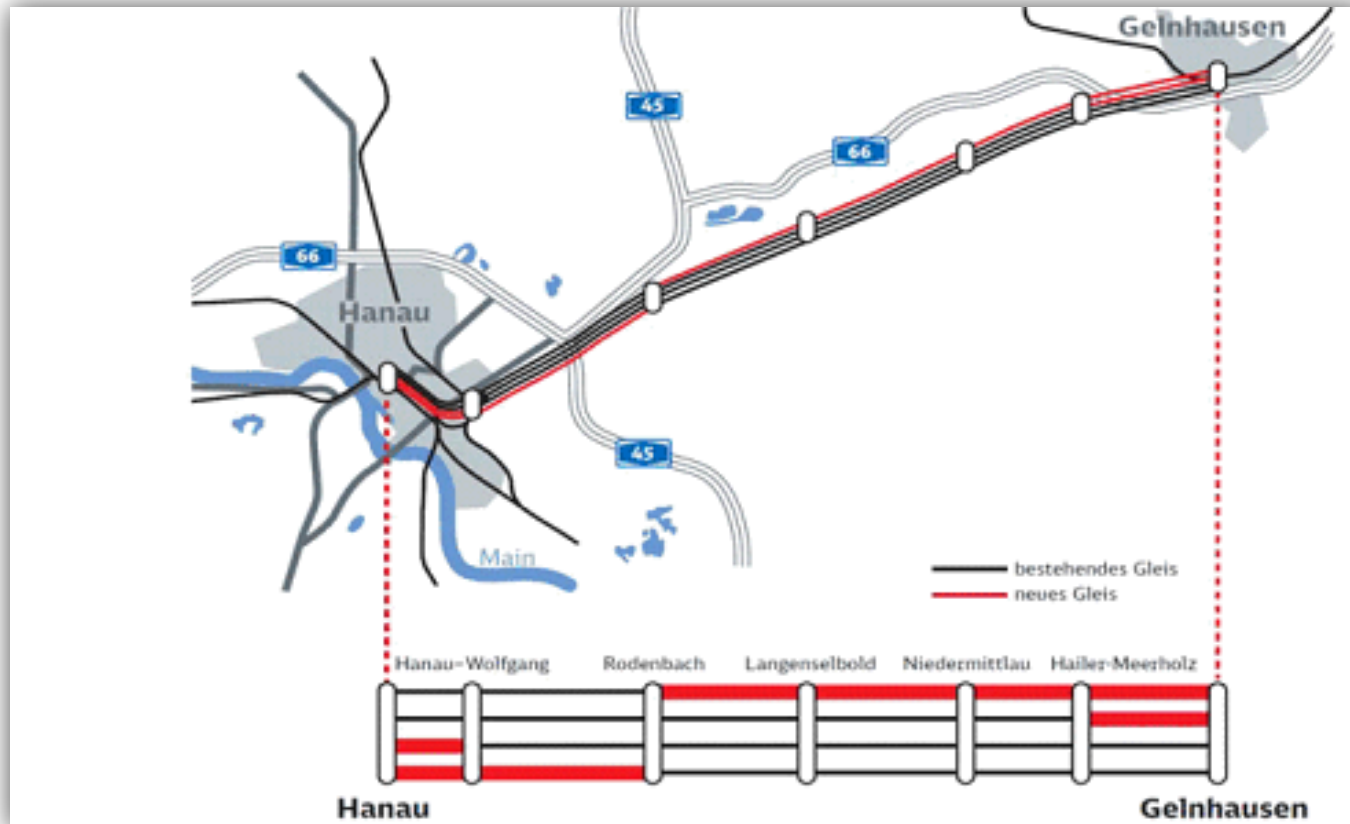 Gelnhausen
45
66
66
Hanau
45
Main
bestehendes Gleis
neues Gleis
Hanau-Wolfgang Rodenbach Langenselbold Niedermittlau Hailer-Meerholz
Hanau Gelnhausen